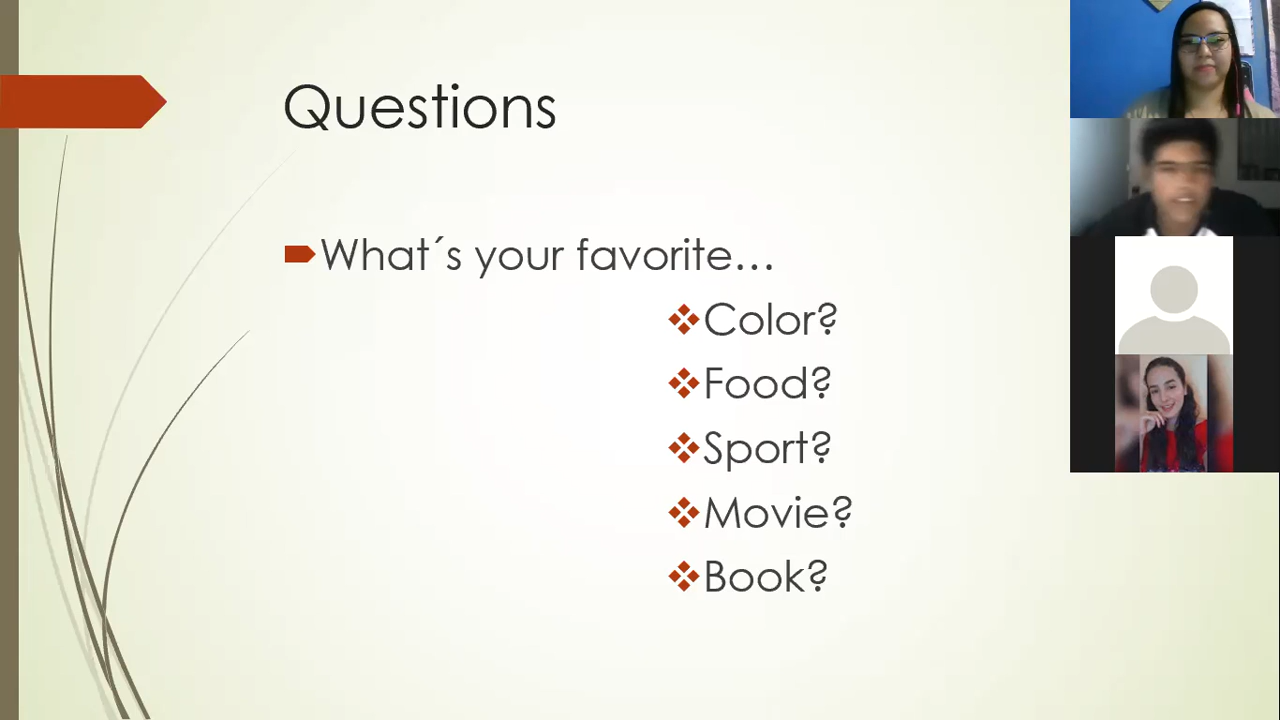 Questions
What´s your favorite…
Color?
Food?
Sport?
Movie?
Book?